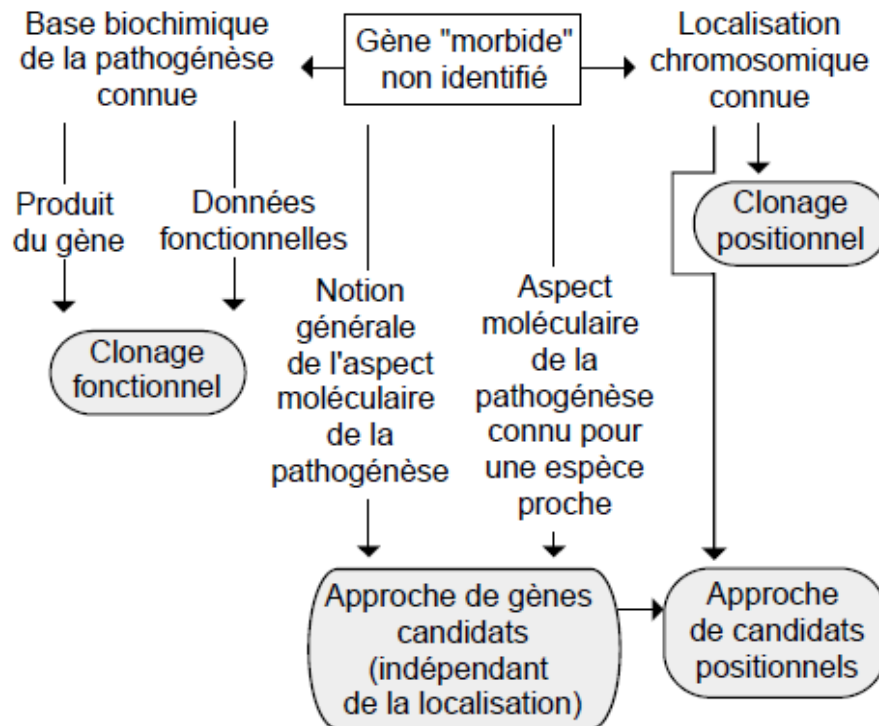 Base biochimique
de la pathogénèse
connue
Gène "morbide"
non identifié
Localisation
chromosomique
connue
Produit
du gène
Données
fonctionnelles
Clonage
positionnel
Clonage
fonctionnel
Notion
générale
de l'aspect
moléculaire
de la
pathogénèse
Aspect
moléculaire
de la
pathogénèse
connu pour
une espèce
proche
Approche de gènes
candidats
(indépendant
de la localisation)
Approche
de candidats
positionnels